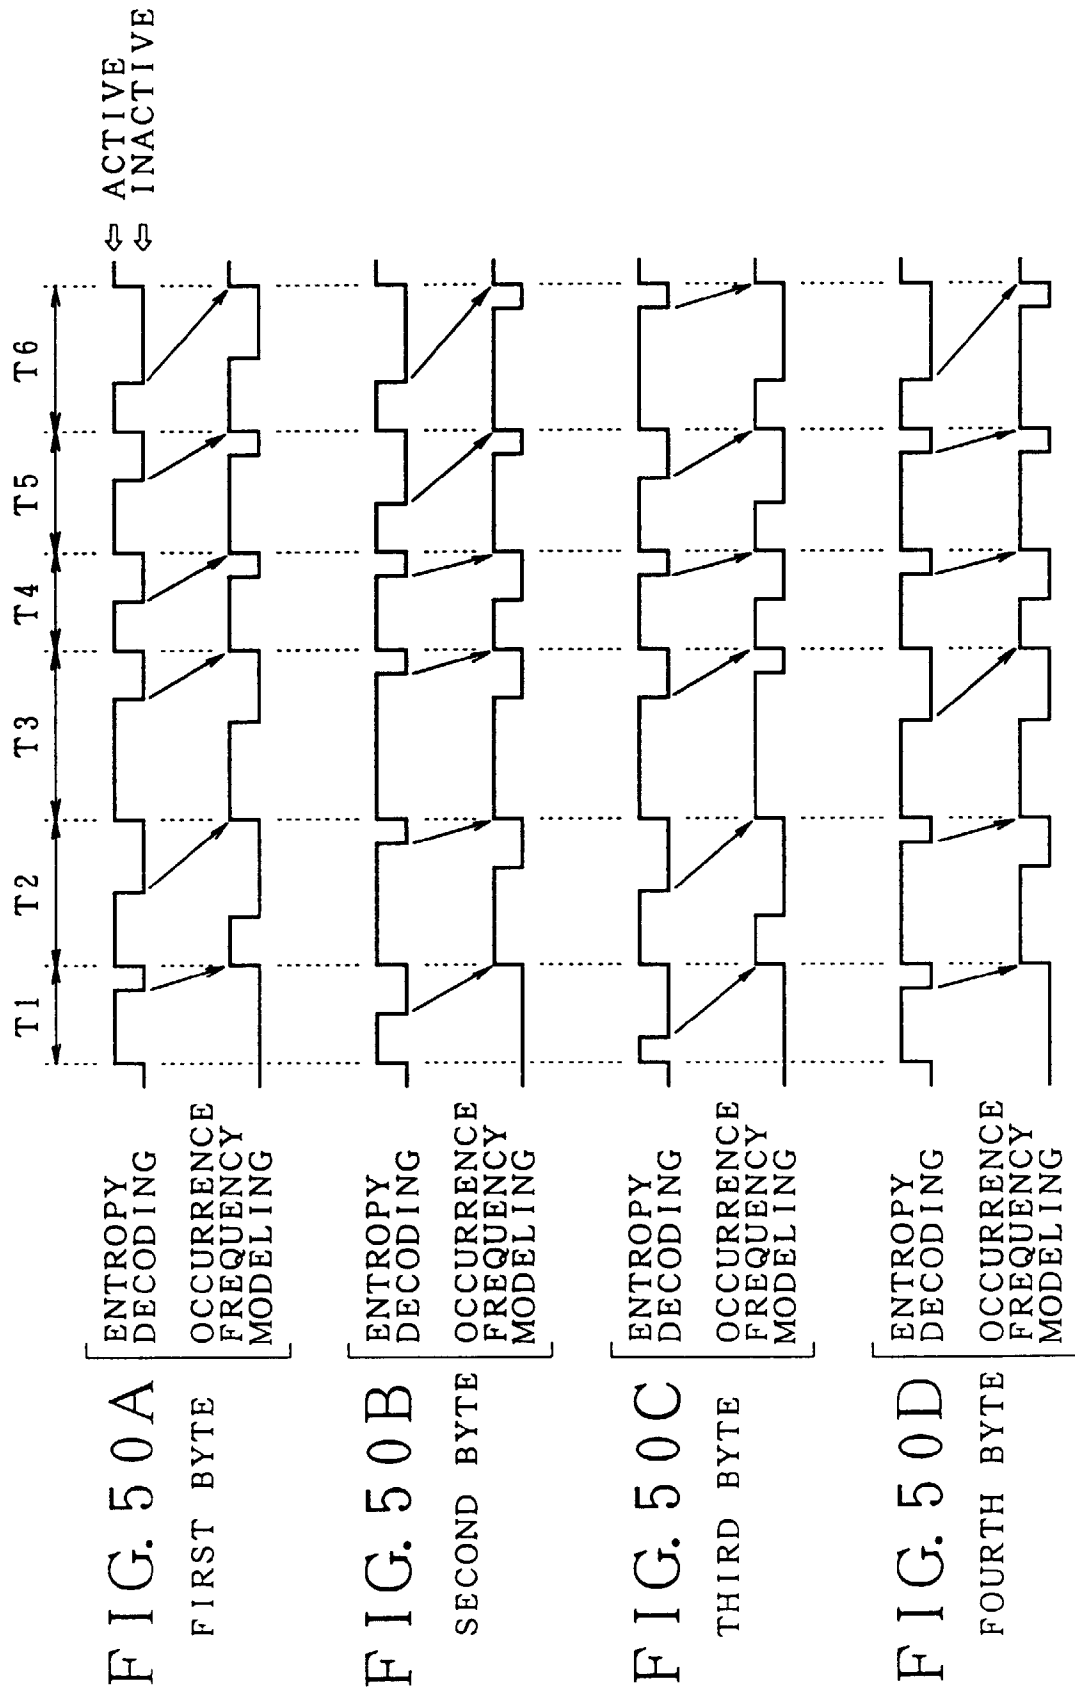 T1
T2
T3
T4
T5
T6
⇦ ACTIVE
⇦ INACTIVE
FIG. 50A
FIRST BYTE
ENTROPY
DECODING
OCCURRENCE
FREQUENCY
MODELING
FIG. 50B
SECOND BYTE
ENTROPY
DECODING
OCCURRENCE
FREQUENCY
MODELING
FIG. 50C
THIRD BYTE
ENTROPY
DECODING
OCCURRENCE
FREQUENCY
MODELING
FIG. 50D
FOURTH BYTE
ENTROPY
DECODING
OCCURRENCE
FREQUENCY
MODELING